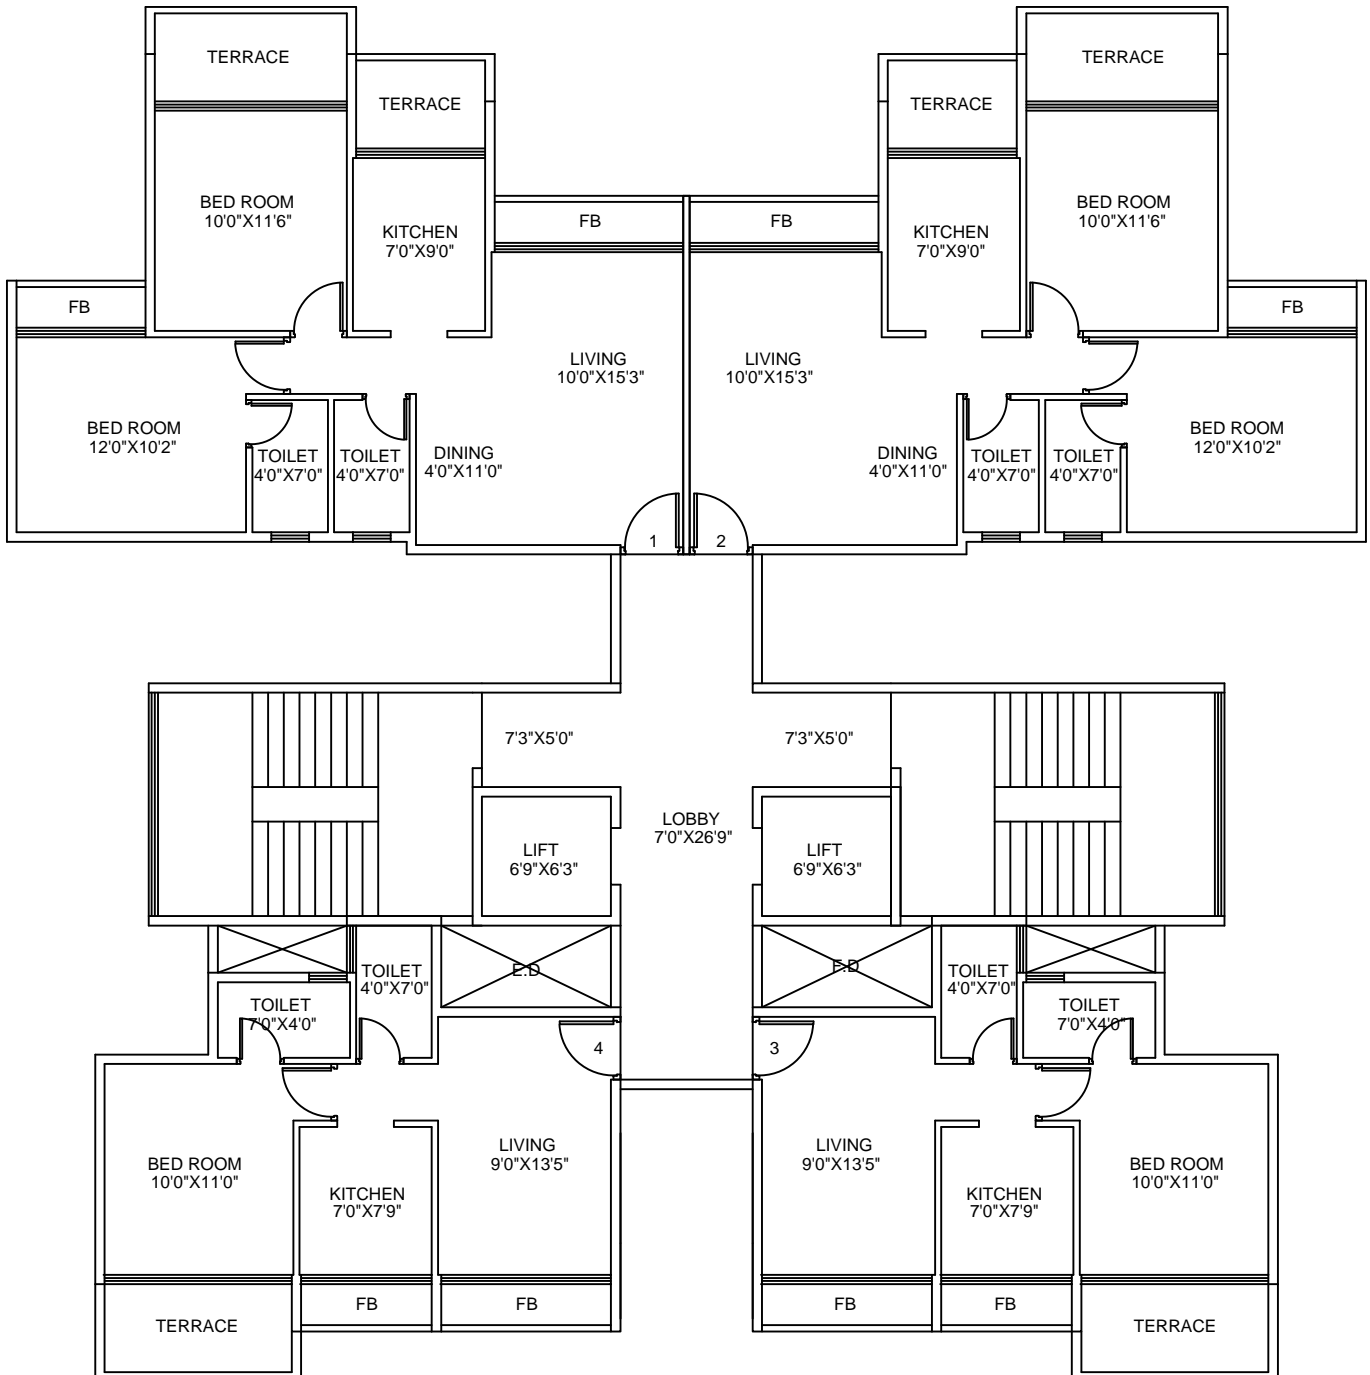 TERRACE
TERRACE
TERRACE
TERRACE
BED ROOM
10'0"X11'6"
KITCHEN
7'0"X9'0"
FB
FB
KITCHEN
7'0"X9'0"
BED ROOM
10'0"X11'6"
FB
FB
LIVING
10'0"X15'3"
LIVING
10'0"X15'3"
BED ROOM
12'0"X10'2"
TOILET
4'0"X7'0"
TOILET
4'0"X7'0"
DINING
4'0"X11'0"
DINING
4'0"X11'0"
TOILET
4'0"X7'0"
TOILET
4'0"X7'0"
BED ROOM
12'0"X10'2"
1
2
7'3"X5'0"
7'3"X5'0"
LOBBY
7'0"X26'9"
LIFT
6'9"X6'3"
LIFT
6'9"X6'3"
TOILET
4'0"X7'0"
E.D
F.D
TOILET
4'0"X7'0"
TOILET
7'0"X4'0"
TOILET
7'0"X4'0"
4
3
BED ROOM
10'0"X11'0"
KITCHEN
7'0"X7'9"
LIVING
9'0"X13'5"
LIVING
9'0"X13'5"
KITCHEN
7'0"X7'9"
BED ROOM
10'0"X11'0"
TERRACE
FB
FB
FB
FB
TERRACE